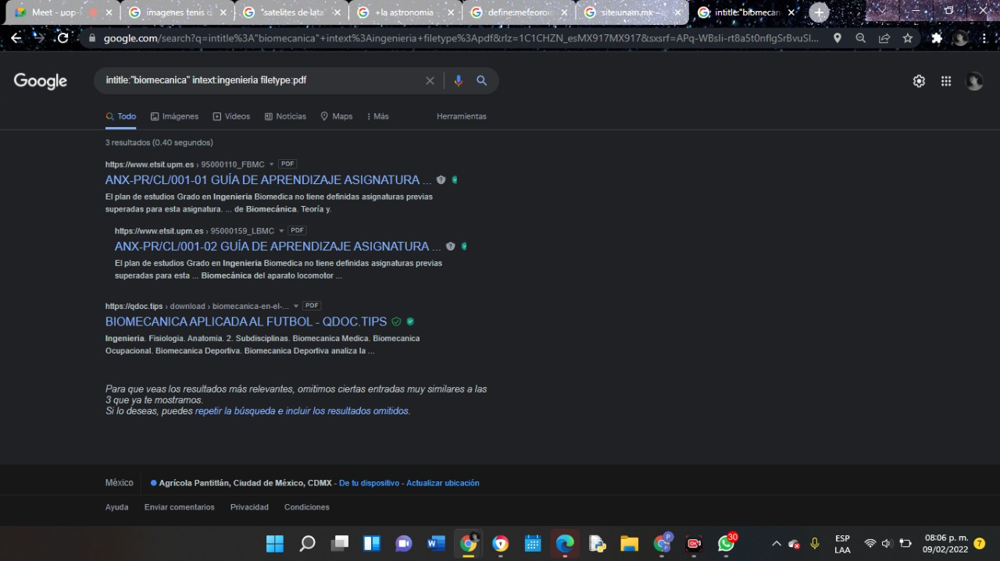 Meet - uop-
imagenes tenis d
"satelites de lata"
+la astronomia
define:meteoroid
site:unam.mx
intitle:"biomecan
google.com/search?q=intitle%3A"biomecanica"+intext%3Aingenieria+filetype%3Apdf&rlz=1C1CHZN_esMX917MX917&sxsrf=APq-WBsli-rt8a5t0nflgSrBvuSl...
Google
intitle:"biomecanica" intext:ingenieria filetype:pdf
Todo Imágenes Videos Noticias Maps Más Herramientas
3 resultados (0.40 segundos)
https://www.etsit.upm.es › 95000110_FBMC PDF
ANX-PR/CL/001-01 GUÍA DE APRENDIZAJE ASIGNATURA ...
El plan de estudios Grado en Ingenieria Biomedica no tiene definidas asignaturas previas
superadas para esta asignatura. ... de Biomecánica. Teoría y.
https://www.etsit.upm.es › 95000159_LBMC PDF
ANX-PR/CL/001-02 GUÍA DE APRENDIZAJE ASIGNATURA ...
El plan de estudios Grado en Ingenieria Biomedica no tiene definidas asignaturas previas
superadas para esta ... Biomecánica del aparato locomotor ...
https://qdoc.tips › download › biomecanica-en-el-... PDF
BIOMECANICA APLICADA AL FUTBOL - QDOC.TIPS
Ingenieria. Fisiologia. Anatomia. 2. Subdisciplinas. Biomecanica Medica. Biomecanica
Ocupacional. Biomecanica Deportiva. Biomecanica Deportiva analiza la ...
Para que veas los resultados más relevantes, omitimos ciertas entradas muy similares a las
3 que ya te mostramos.
Si lo deseas, puedes repetir la búsqueda e incluir los resultados omitidos.
México Agrícola Pantitlán, Ciudad de México, CDMX - De tu dispositivo - Actualizar ubicación
Ayuda Enviar comentarios Privacidad Condiciones
30
ESP
LAA
08:06 p. m.
09/02/2022
7